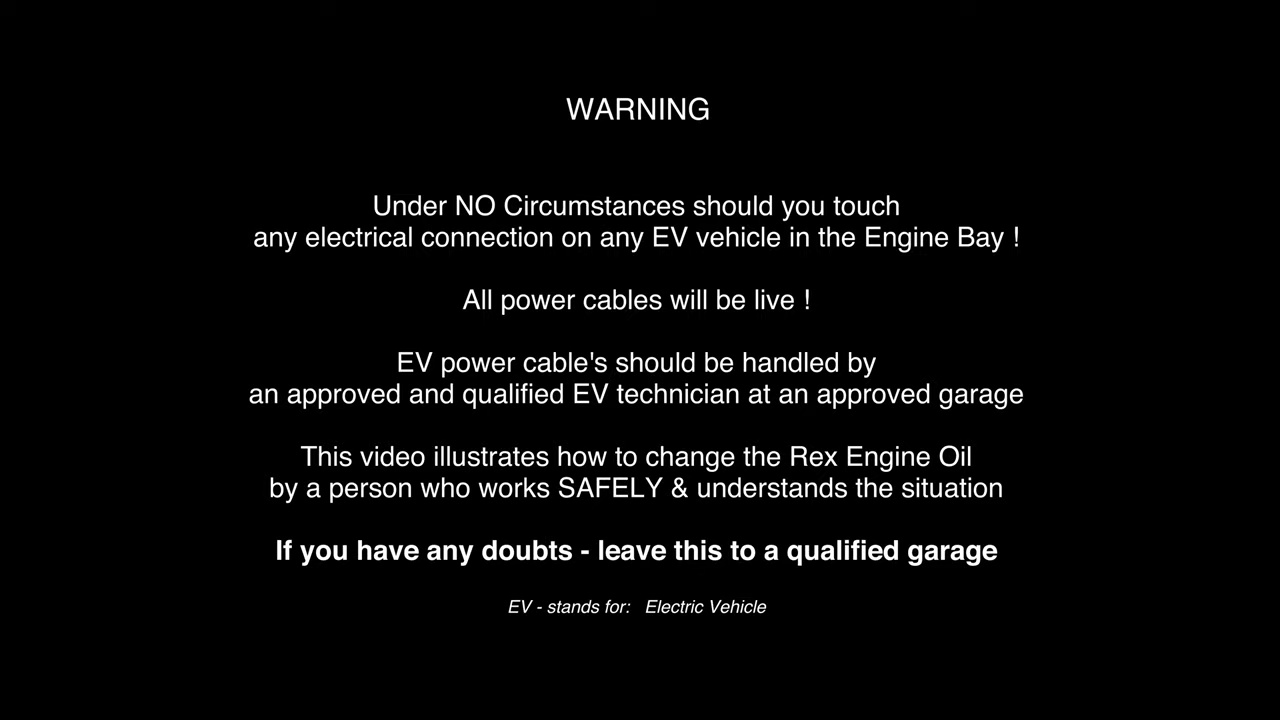 WARNING
Under NO Circumstances should you touch
any electrical connection on any EV vehicle in the Engine Bay !
All power cables will be live !
EV power cable's should be handled by
an approved and qualified EV technician at an approved garage
This video illustrates how to change the Rex Engine Oil
by a person who works SAFELY & understands the situation
If you have any doubts - leave this to a qualified garage
EV - stands for: Electric Vehicle